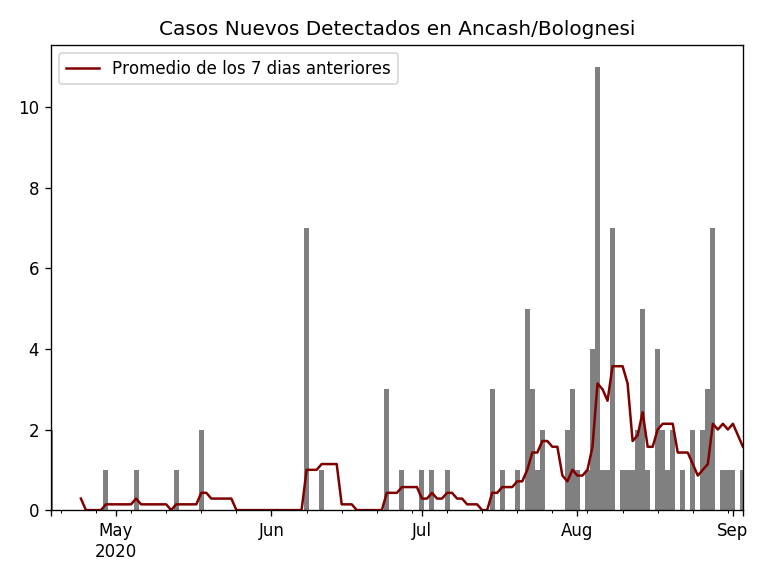 Casos Nuevos Detectados en Ancash/Bolognesi
Promedio de los 7 dias anteriores
10
8
6
4
2
0
May Jun Jul Aug Sep
2020